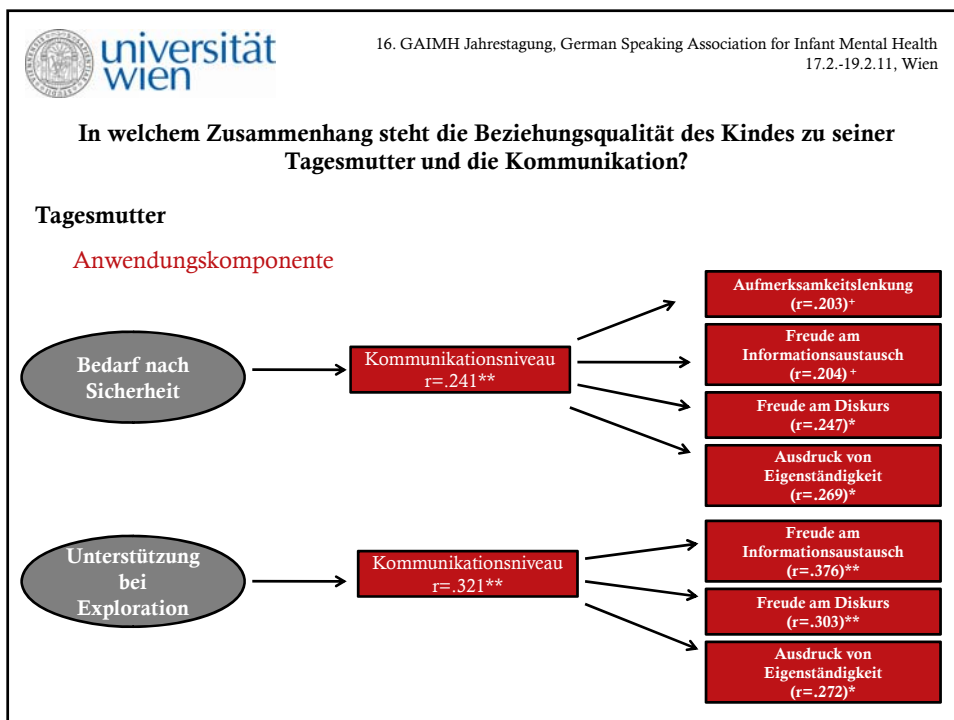 universität
wien
16. GAIMH Jahrestagung, German Speaking Association for Infant Mental Health
17.2.-19.2.11, Wien
In welchem Zusammenhang steht die Beziehungsqualität des Kindes zu seiner
Tagesmutter und die Kommunikation?
Tagesmutter
Anwendungskomponente
Bedarf nach
Sicherheit
Kommunikationsniveau
r=.241**
Aufmerksamkeitslenkung
(r=.203)⁺
Freude am
Informationsaustausch
(r=.204) ⁺
Freude am Diskurs
(r=.247)*
Ausdruck von
Eigenständigkeit
(r=.269)*
Unterstützung
bei
Exploration
Kommunikationsniveau
r=.321**
Freude am
Informationsaustausch
(r=.376)**
Freude am Diskurs
(r=.303)**
Ausdruck von
Eigenständigkeit
(r=.272)*